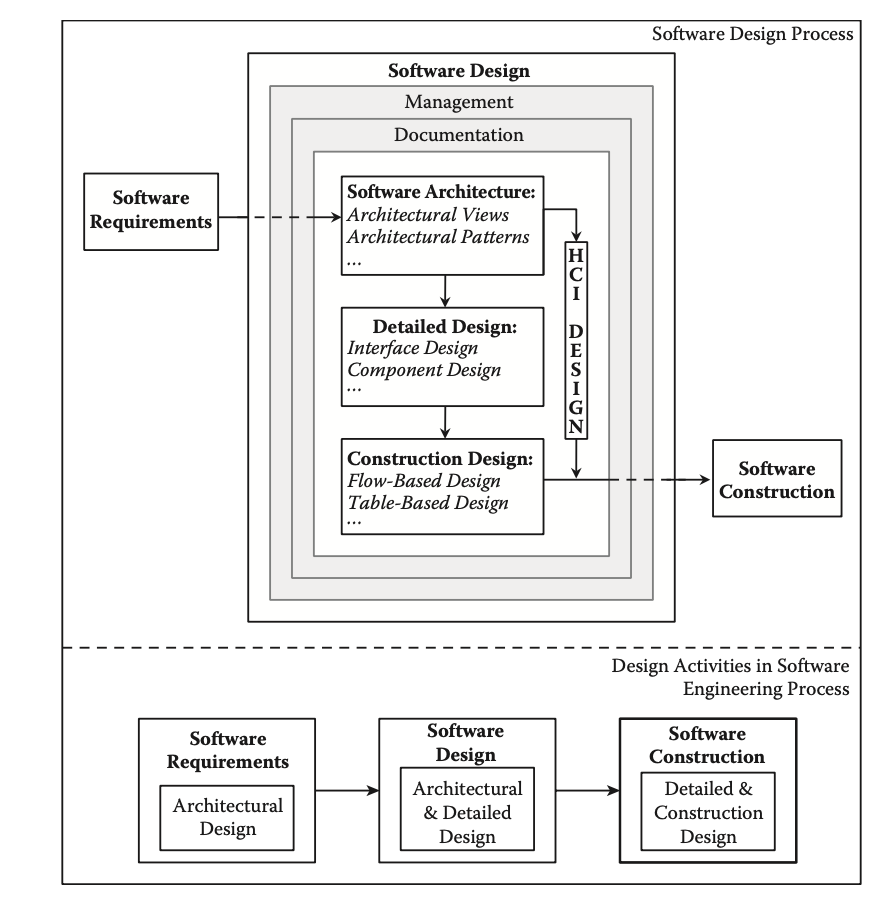 Software Design Process
Software Design
Management
Documentation
Software
Requirements
Software Architecture:
Architectural Views
Architectural Patterns
...
HCI DESIGN
Detailed Design:
Interface Design
Component Design
...
Construction Design:
Flow-Based Design
Table-Based Design
...
Software
Construction
Design Activities in Software
Engineering Process
Software
Requirements
Architectural
Design
Software
Design
Architectural
& Detailed
Design
Software
Construction
Detailed &
Construction
Design